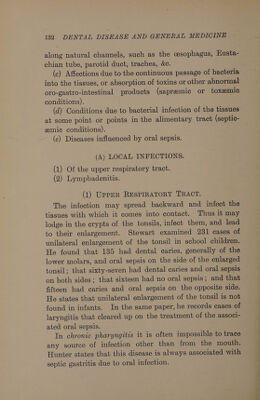 132 DENTAL DISEASE AND GENERAL MEDICINE
along natural channels, such as the œsophagus, Eusta-
chian tube, parotid duct, trachea, &c.
(c) Affections due to the continuous passage of bacteria
into the tissues, or absorption of toxins or other abnormal
oro-gastro-intestinal products (sapræmic or toxæmic
conditions).
(d) Conditions due to bacterial infection of the tissues
at some point or points in the alimentary tract (septic-
æmic conditions).
(e) Diseases influenced by oral sepsis.
(A) LOCAL INFECTIONS.
(1) Of the upper respiratory tract.
(2) Lymphadenitis.
(1) UPPER RESPIRATORY TRACT.
The infection may spread backward and infect the
tissues with which it comes into contact. Thus it may
lodge in the crypts of the tonsils, infect them, and lead
to their enlargement. Stewart examined 231 cases of
unilateral enlargement of the tonsil in school children.
He found that 135 had dental caries, generally of the
lower molars, and oral sepsis on the side of the enlarged
tonsil; that sixty-seven had dental caries and oral sepsis
on both sides; that sixteen had no oral sepsis; and that
fifteen had caries and oral sepsis on the opposite side.
He states that unilateral enlargement of the tonsil is not
found in infants. In the same paper, he records cases of
laryngitis that cleared up on the treatment of the associ-
ated oral sepsis.
In chronic pharyngitis it is often impossible to trace
any source of infection other than from the mouth.
Hunter states that this disease is always associated with
septic gastritis due to oral infection.